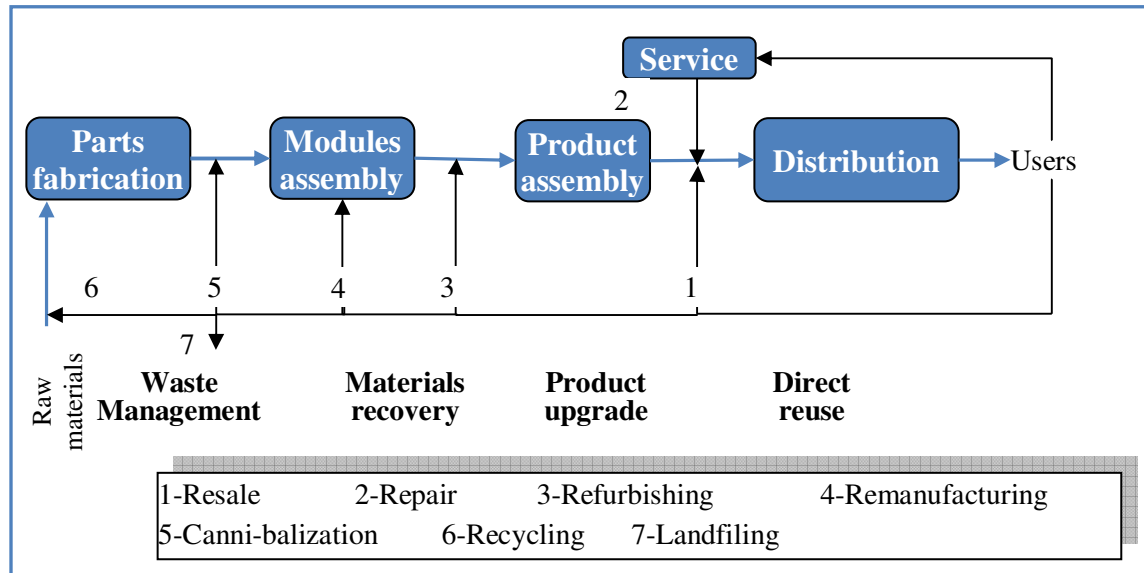 Service
2
Parts
fabrication
Modules
assembly
Product
assembly
Distribution
Users
6
5
4
3
1
7
Raw
materials
Waste
Management
Materials
recovery
Product
upgrade
Direct
reuse
1-Resale 2-Repair 3-Refurbishing 4-Remanufacturing
5-Canni-balization 6-Recycling 7-Landfiling